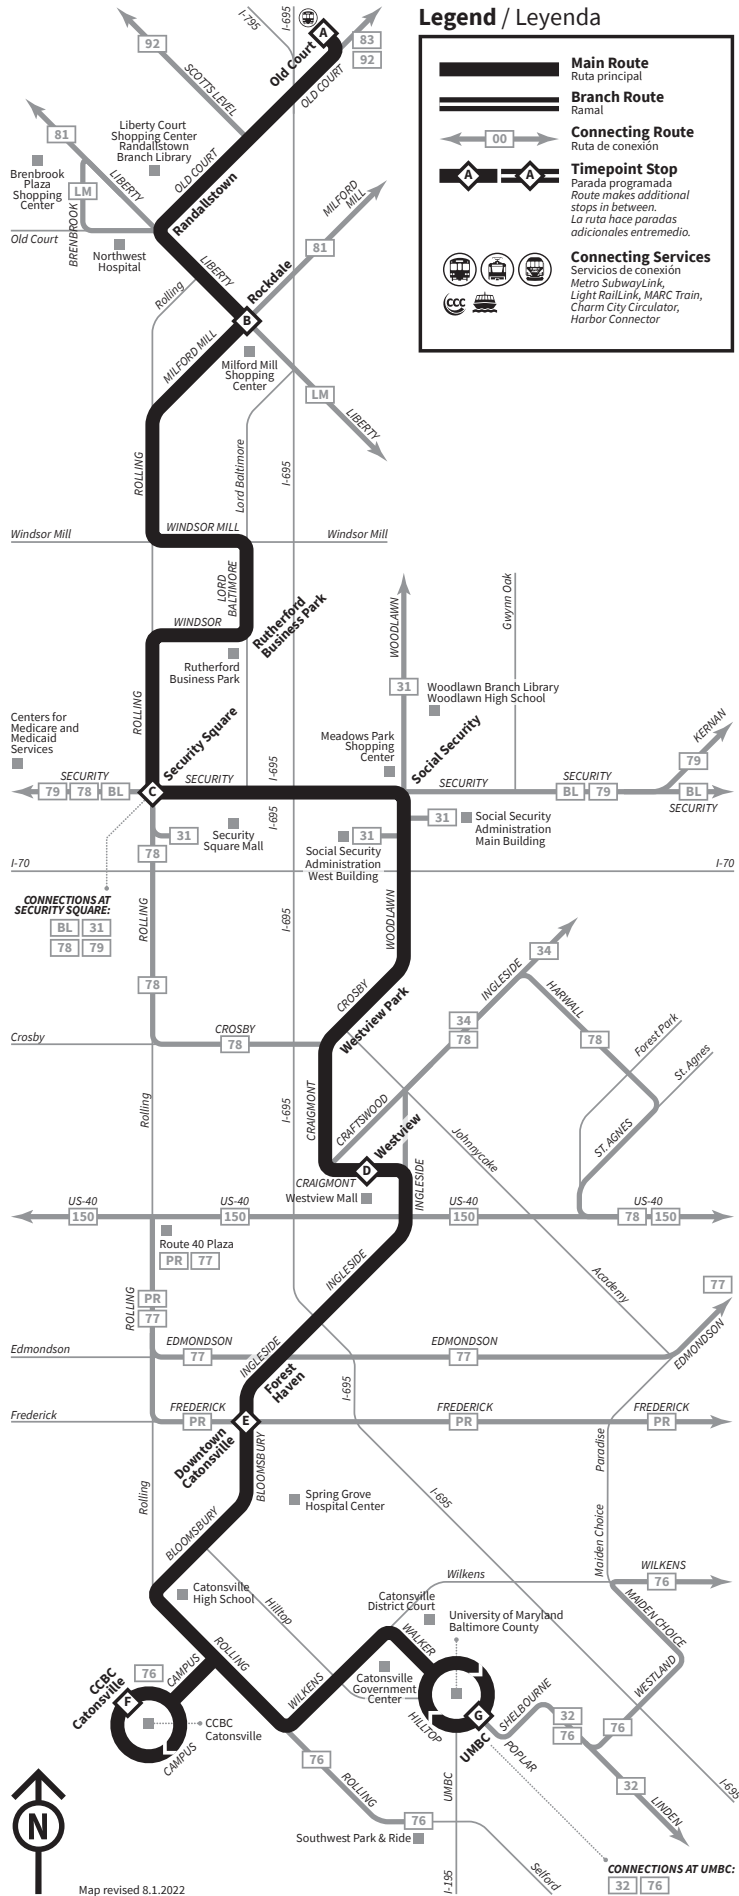 Legend / Leyenda
Main Route
Ruta principal
Branch Route
Ramal
00
Connecting Route
Ruta de conexión
A
A
Timepoint Stop
Parada programada
Route makes additional
stops in between.
La ruta hace paradas
adicionales entremedio.
Connecting Services
Servicios de conexión
Metro SubwayLink,
Light RailLink, MARC Train,
Charm City Circulator,
Harbor Connector
CCC
I-795
I-695
A
83
92
92
Old Court
OLD COURT
SCOTTS LEVEL
81
Liberty Court
Shopping Center
Randallstown
Branch Library
Brenbrook
Plaza
Shopping
Center
LM
LIBERTY
OLD COURT
Randallstown
BRENBROOK
Old Court
Northwest
Hospital
MILFORD
MILL
81
LIBERTY
Rockdale
Rolling
B
MILFORD MILL
Milford Mill
Shopping
Center
LM
LIBERTY
ROLLING
Lord Baltimore
I-695
Windsor Mill
WINDSOR MILL
Windsor Mill
LORD
BALTIMORE
WINDSOR
Rutherford
Business Park
Rutherford
Business Park
WOODLAWN
Gwynn Oak
31
Woodlawn Branch Library
Woodlawn High School
ROLLING
Centers for
Medicare and
Medicaid
Services
Security Square
Meadows Park
Shopping
Center
Social Security
KERNAN
79
SECURITY
79
78
BL
C
SECURITY
I-695
SECURITY
SECURITY
BL
79
BL
SECURITY
I-695
31
Security
Square Mall
31
Social Security
Administration
West Building
31
Social Security
Administration
Main Building
78
I-70
I-70
CONNECTIONS AT
SECURITY SQUARE:
BL
31
78
79
ROLLING
I-695
WOODLAWN
78
34
INGLESIDE
HARWALL
CROSBY
Westview Park
34
78
78
Forest Park
St. Agnes
Crosby
CROSBY
78
Rolling
I-695
CRAIGMONT
CRAFTSWOOD
Westview
Johnnycake
ST. AGNES
D
CRAIGMONT
Westview Mall
INGLESIDE
US-40
150
US-40
150
US-40
150
US-40
78
150
Route 40 Plaza
PR
77
INGLESIDE
Academy
ROLLING
PR
77
77
Edmondson
EDMONDSON
77
EDMONDSON
77
EDMONDSON
INGLESIDE
Forest
Haven
I-695
Frederick
FREDERICK
PR
E
FREDERICK
PR
FREDERICK
PR
Downtown
Catonsville
BLOOMSBURY
Paradise
Rolling
Spring Grove
Hospital Center
I-695
Maiden Choice
BLOOMSBURY
Catonsville
High School
Hilltop
Wilkens
WILKENS
76
Catonsville
District Court
University of Maryland
Baltimore County
MAIDEN CHOICE
WALKER
ROLLING
CCBC
Catonsville
76
CAMPUS
F
CCBC
Catonsville
CAMPUS
WILKENS
Catonsville
Government
Center
HILLTOP
G
UMBC
SHELBOURNE
POPLAR
32
76
76
WESTLAND
32
LINDEN
I-695
76
ROLLING
76
Southwest Park & Ride
UMBC
I-195
Selford
N
CONNECTIONS AT UMBC:
32
76
Map revised 8.1.2022